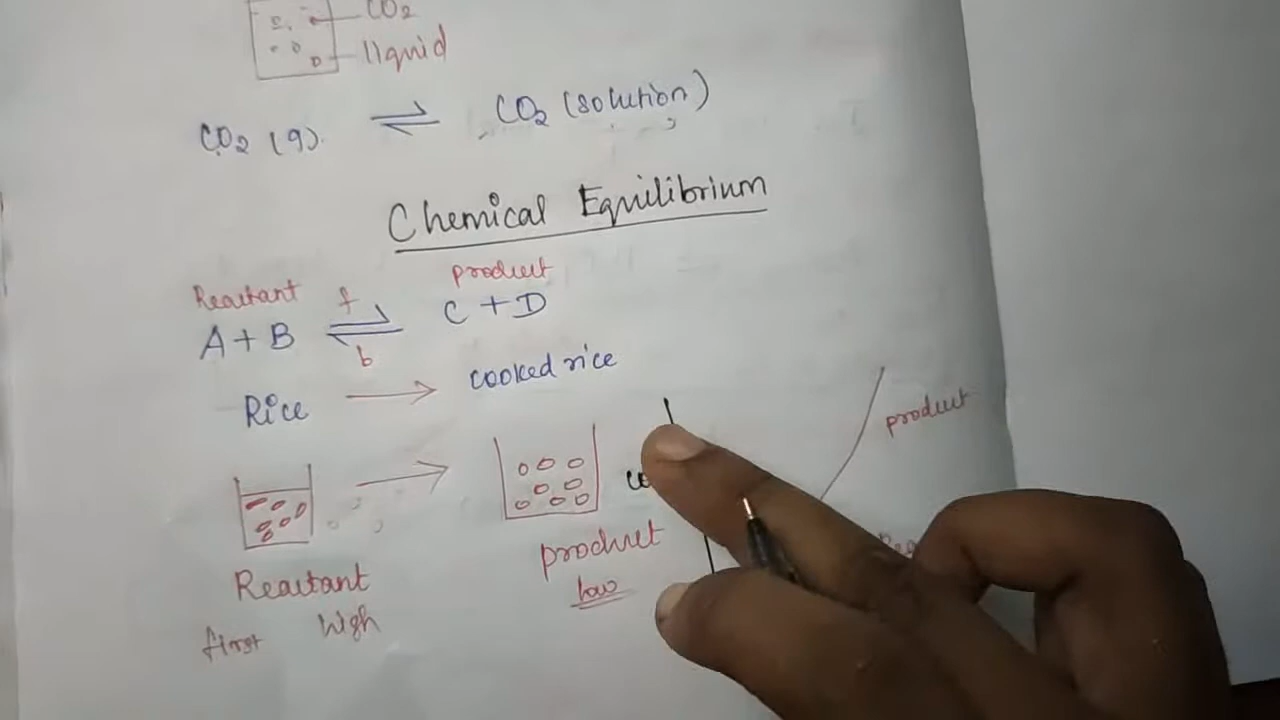 CO2
liquid
CO2 (g). ⇌ CO2 (solution)
Chemical Equilibrium
Reactant product
A + B f ⇌ b C + D
Rice → cooked rice
product
→
Reactant product
first high low